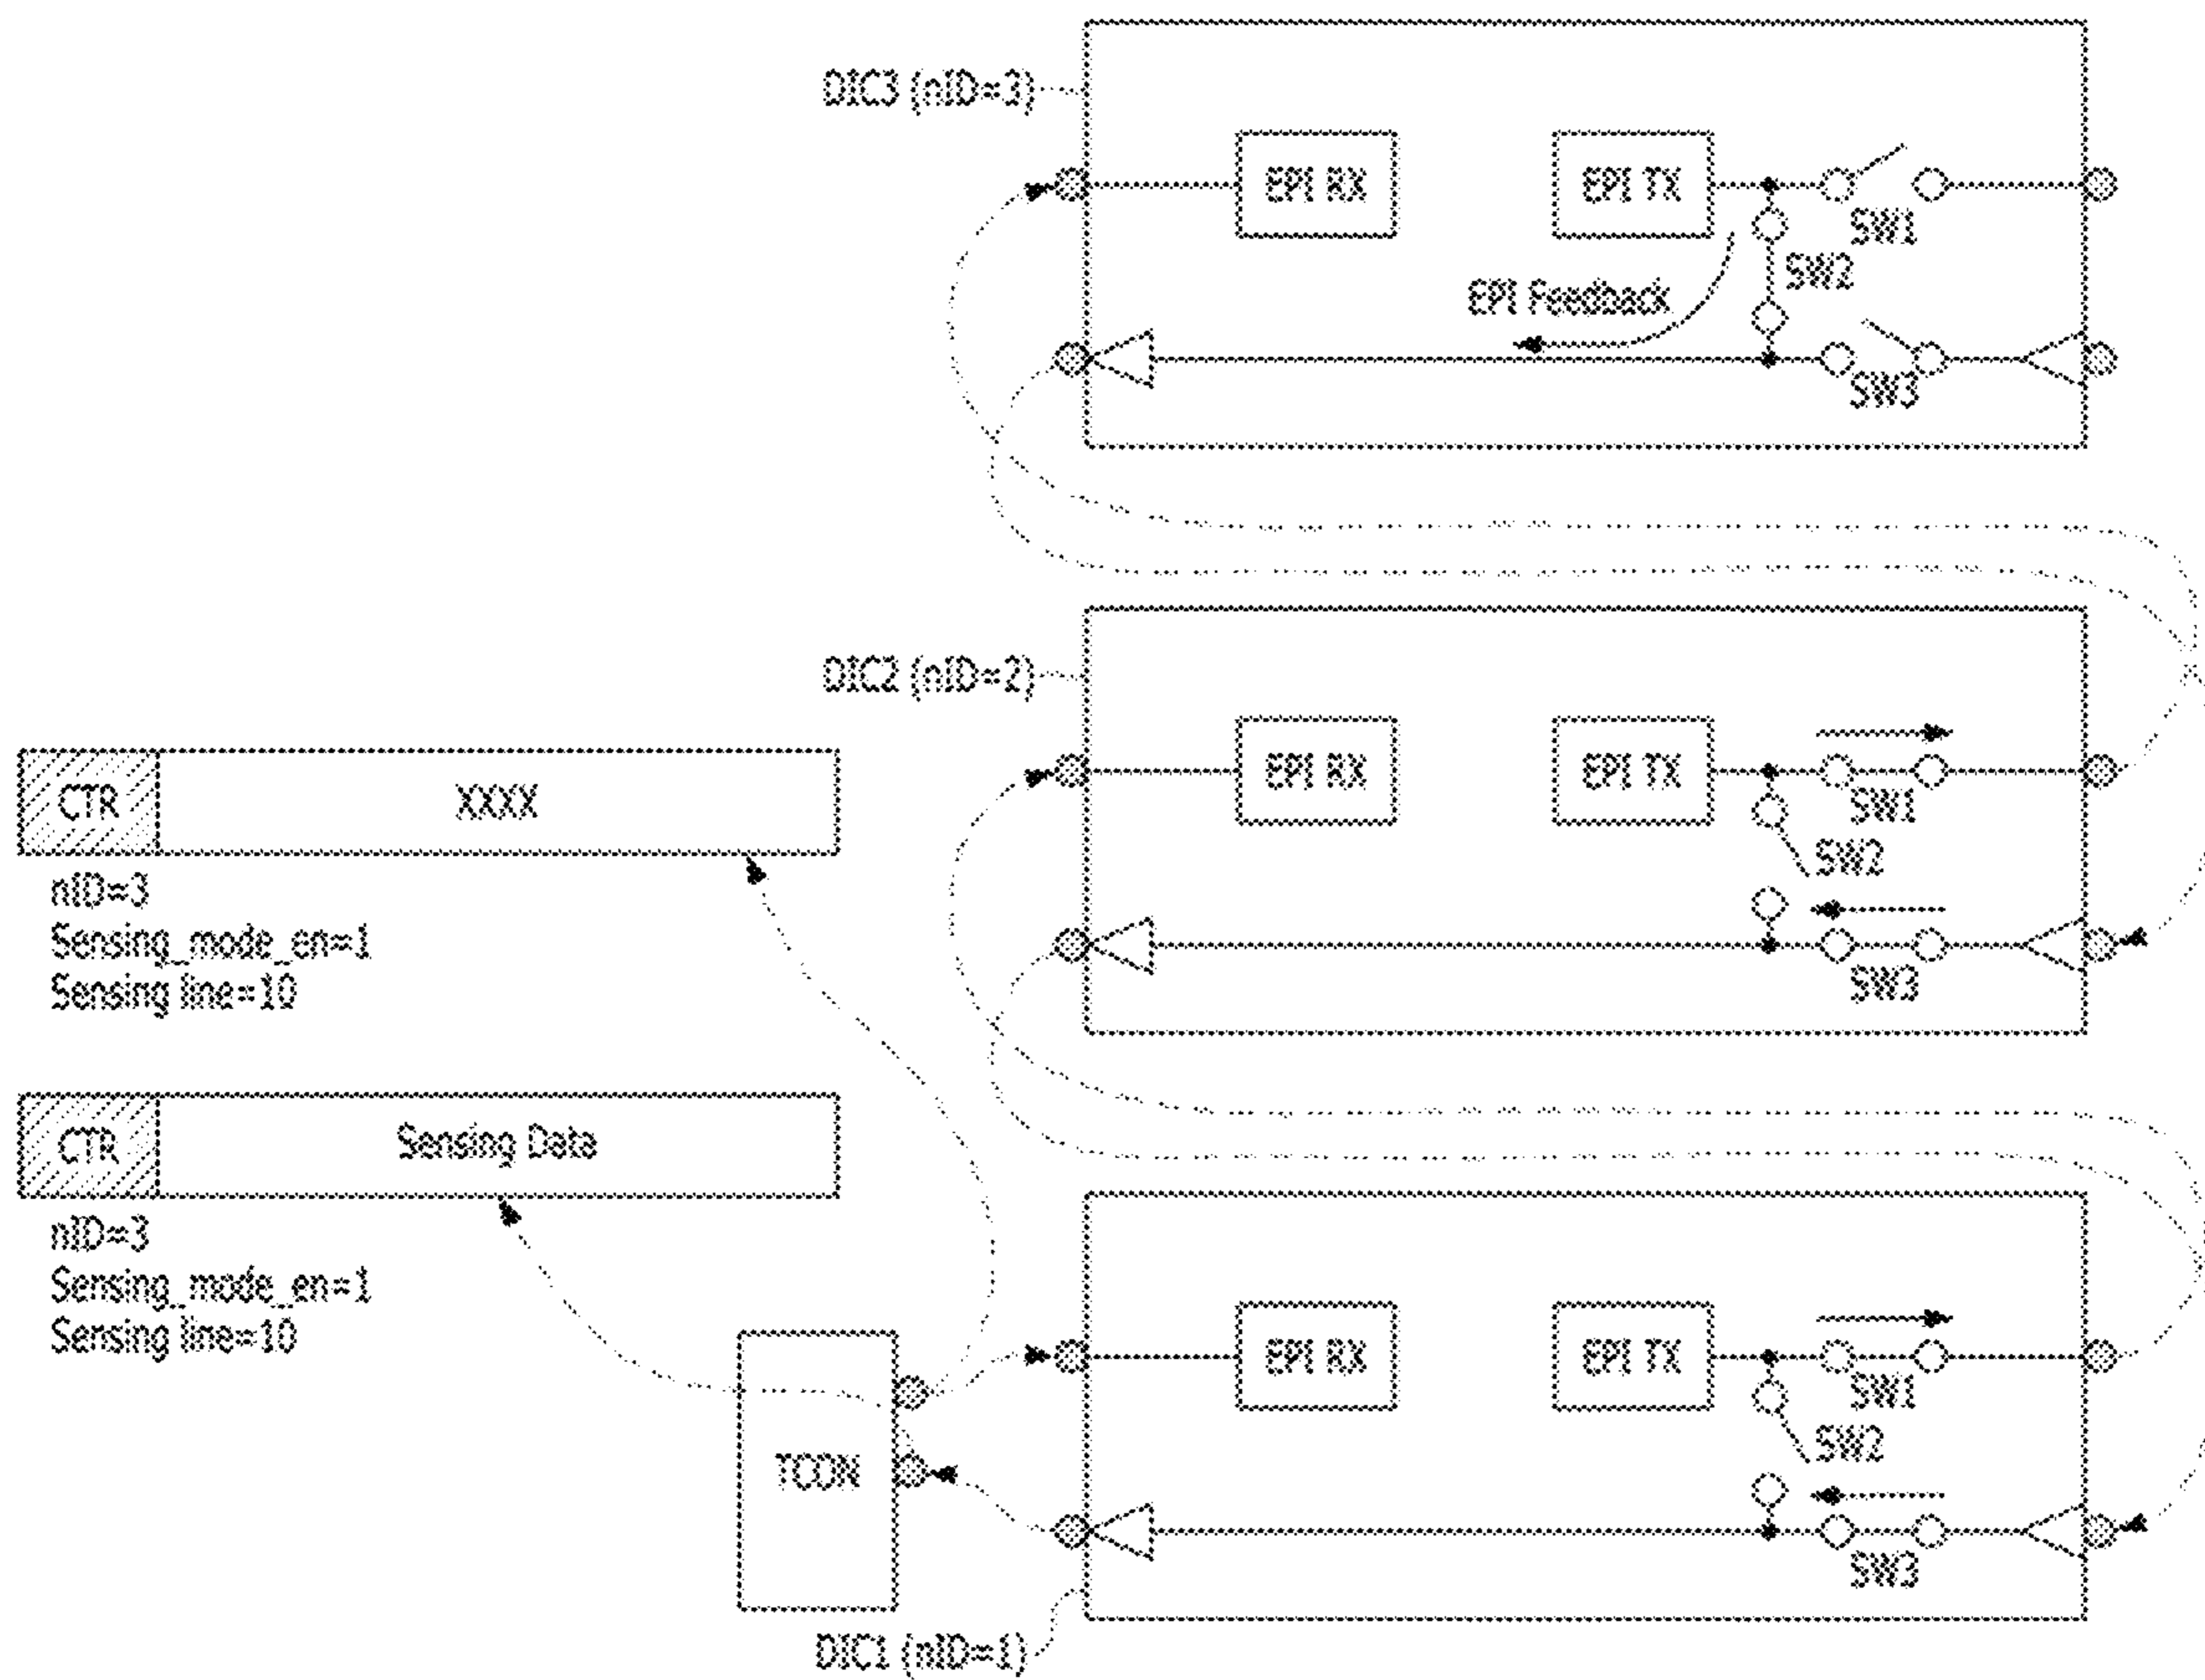 DIC3 (nID=3)
EPI RX
EPI TX
SW1
SW2
EPI Feedback
SW3
DIC2 (nID=2)
EPI RX
EPI TX
SW1
SW2
SW3
CTR
XXXX
nID=3
Sensing_mode_en=1
Sensing line=10
CTR
Sensing Data
nID=3
Sensing_mode_en=1
Sensing line=10
EPI RX
EPI TX
SW1
SW2
TCON
SW3
DIC1 (nID=1)